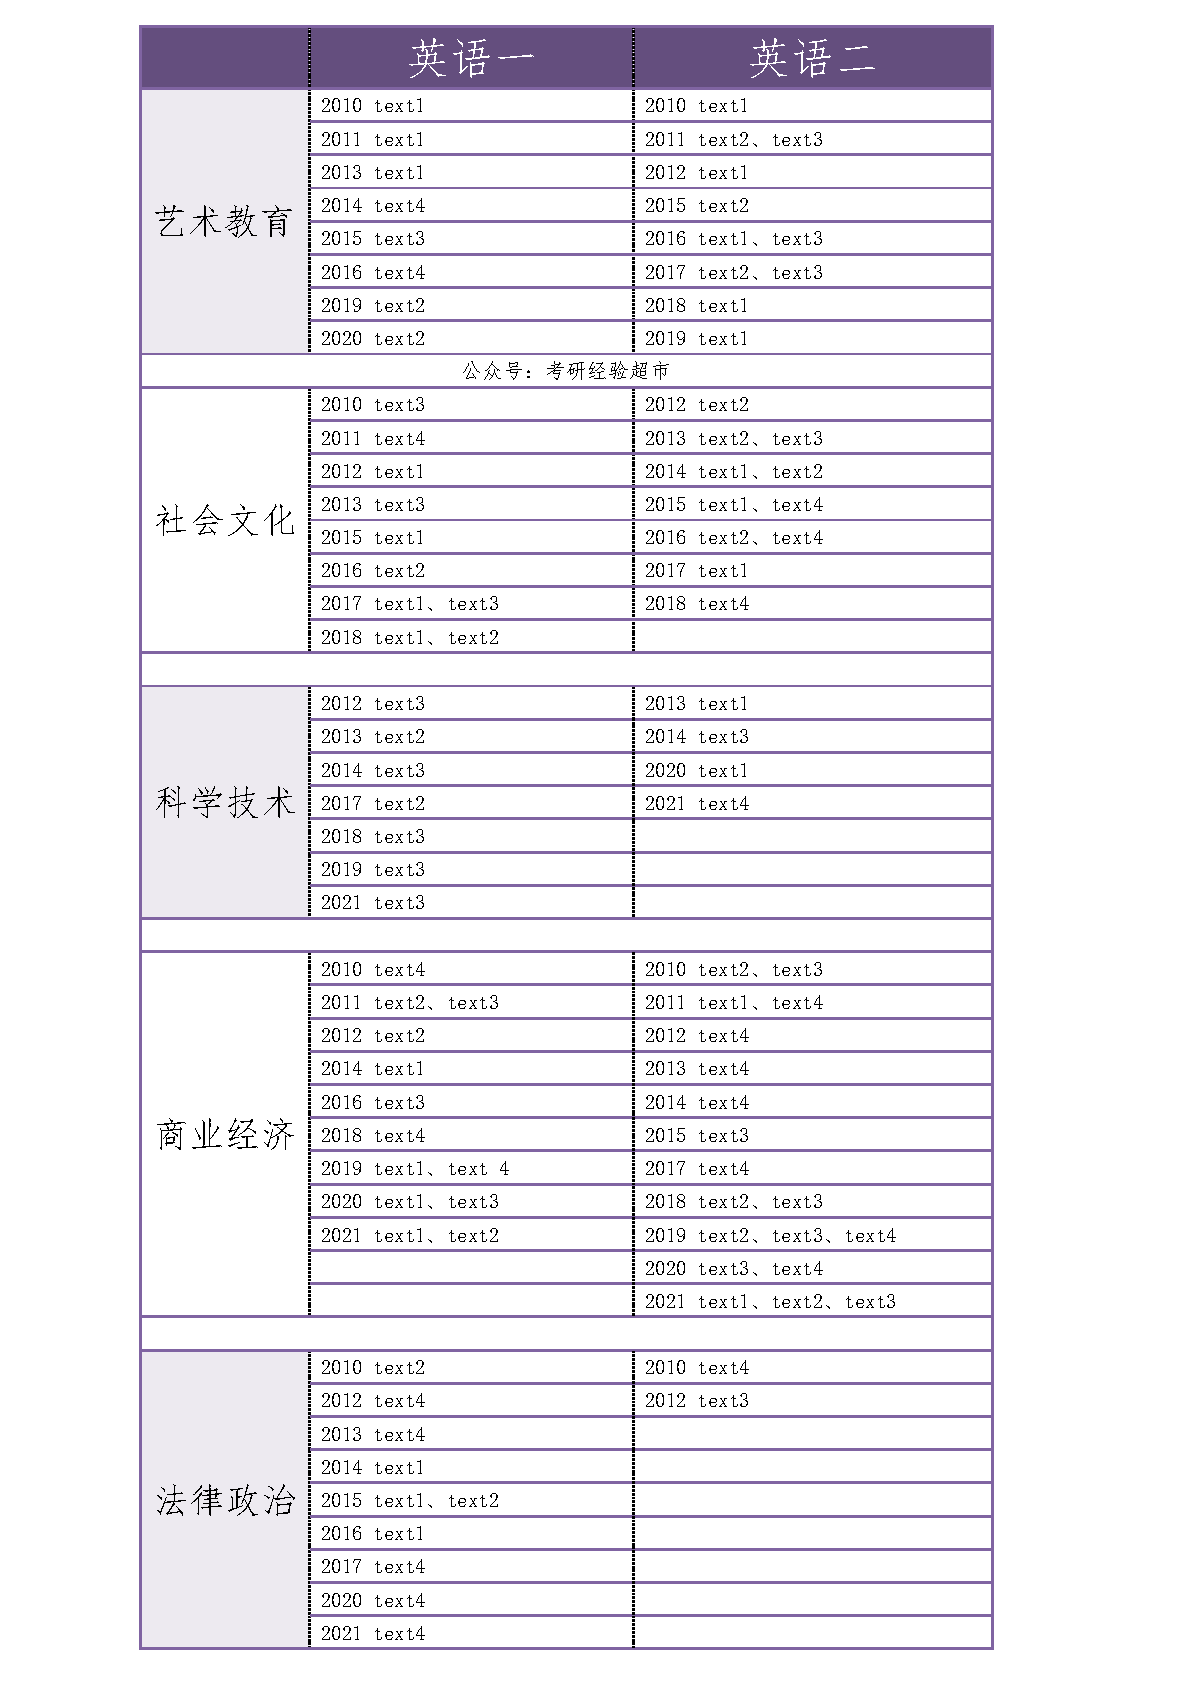 英语一 英语二
艺术教育
2010 text1 2010 text1
2011 text1 2011 text2、text3
2013 text1 2012 text1
2014 text4 2015 text2
2015 text3 2016 text1、text3
2016 text4 2017 text2、text3
2019 text2 2018 text1
2020 text2 2019 text1
公众号：考研经验超市
社会文化
2010 text3 2012 text2
2011 text4 2013 text2、text3
2012 text1 2014 text1、text2
2013 text3 2015 text1、text4
2015 text1 2016 text2、text4
2016 text2 2017 text1
2017 text1、text3 2018 text4
2018 text1、text2
科学技术
2012 text3 2013 text1
2013 text2 2014 text3
2014 text3 2020 text1
2017 text2 2021 text4
2018 text3
2019 text3
2021 text3
商业经济
2010 text4 2010 text2、text3
2011 text2、text3 2011 text1、text4
2012 text2 2012 text4
2014 text1 2013 text4
2016 text3 2014 text4
2018 text4 2015 text3
2019 text1、text 4 2017 text4
2020 text1、text3 2018 text2、text3
2021 text1、text2 2019 text2、text3、text4
2020 text3、text4
2021 text1、text2、text3
法律政治
2010 text2 2010 text4
2012 text4 2012 text3
2013 text4
2014 text1
2015 text1、text2
2016 text1
2017 text4
2020 text4
2021 text4